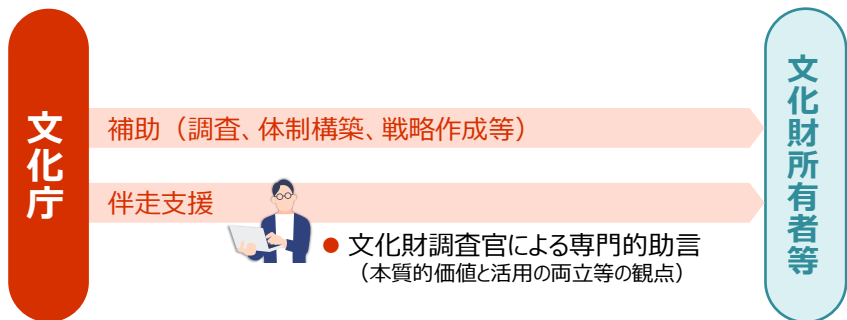 文化庁
補助（調査、体制構築、戦略作成等）
伴走支援
● 文化財調査官による専門的助言
（本質的価値と活用の両立等の観点）
文化財所有者等